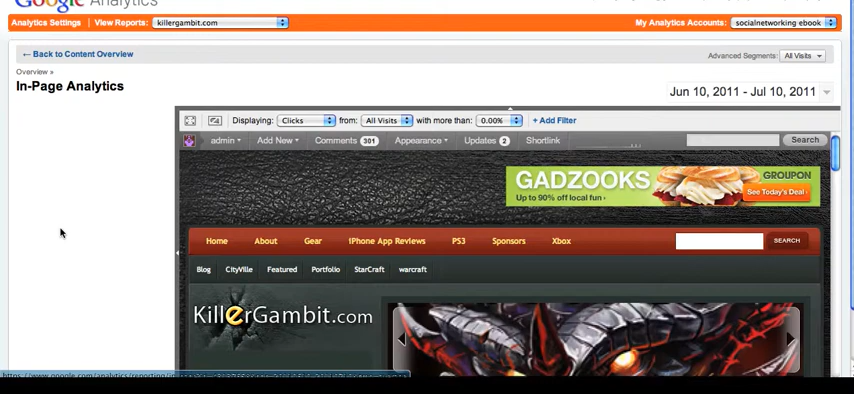 Google Analytics
Analytics Settings | View Reports: killergambit.com My Analytics Accounts: socialnetworking ebook
← Back to Content Overview Advanced Segments: All Visits
Overview »
In-Page Analytics
Jun 10, 2011 - Jul 10, 2011
Displaying: Clicks from: All Visits with more than: 0.00% + Add Filter
admin Add New Comments 301 Appearance Updates 2 Shortlink Search
GADZOOKS GROUPON
Up to 90% off local fun › See Today's Deal ›
Home About Gear iPhone App Reviews PS3 Sponsors Xbox SEARCH
Blog CityVille Featured Portfolio StarCraft warcraft
KillerGambit.com